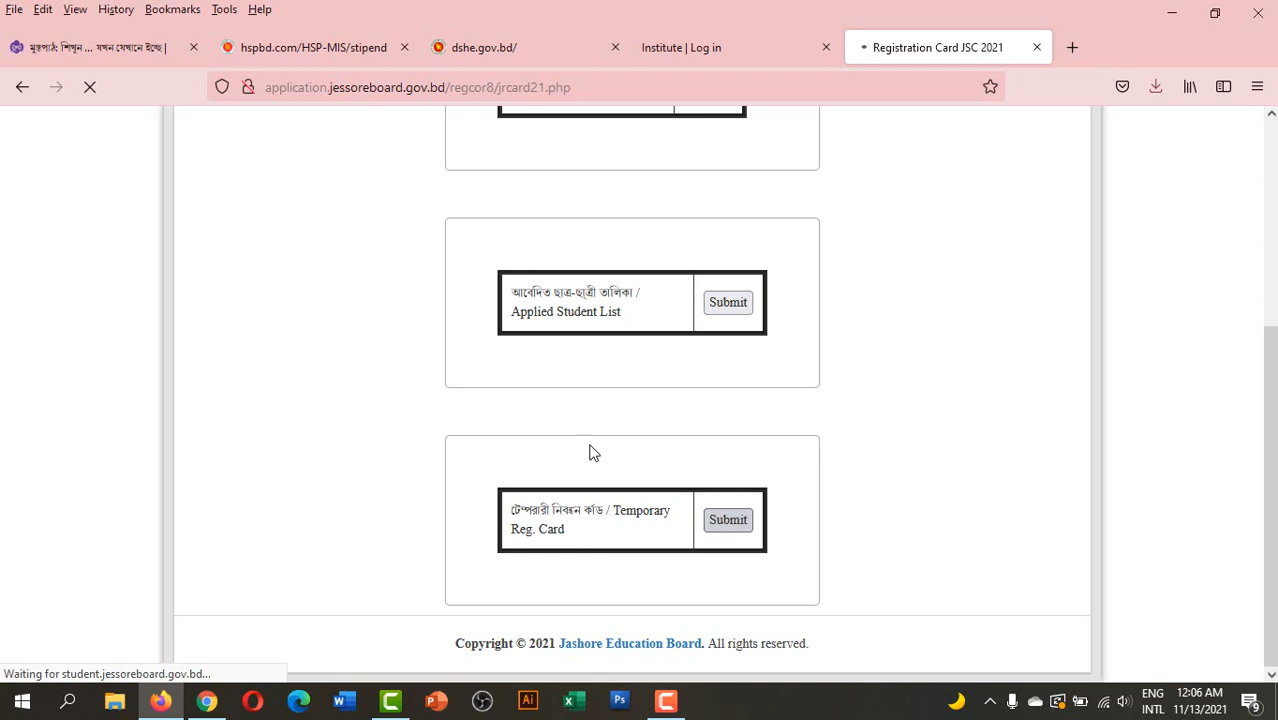 File Edit View History Bookmarks Tools Help
মুক্তপাঠ: শিখুন ... যখন যেখানে ইচ্ছে |
hspbd.com/HSP-MIS/stipend
dshe.gov.bd/
Institute | Log in
Registration Card JSC 2021
application.jessoreboard.gov.bd/regcor8/jrcard21.php
আবেদিত ছাত্র-ছাত্রী তালিকা /
Applied Student List
Submit
টেম্পরারী নিবন্ধন কার্ড / Temporary
Reg. Card
Submit
Copyright © 2021 Jashore Education Board. All rights reserved.
Waiting for student.jessoreboard.gov.bd...
ENG
INTL
12:06 AM
11/13/2021
9